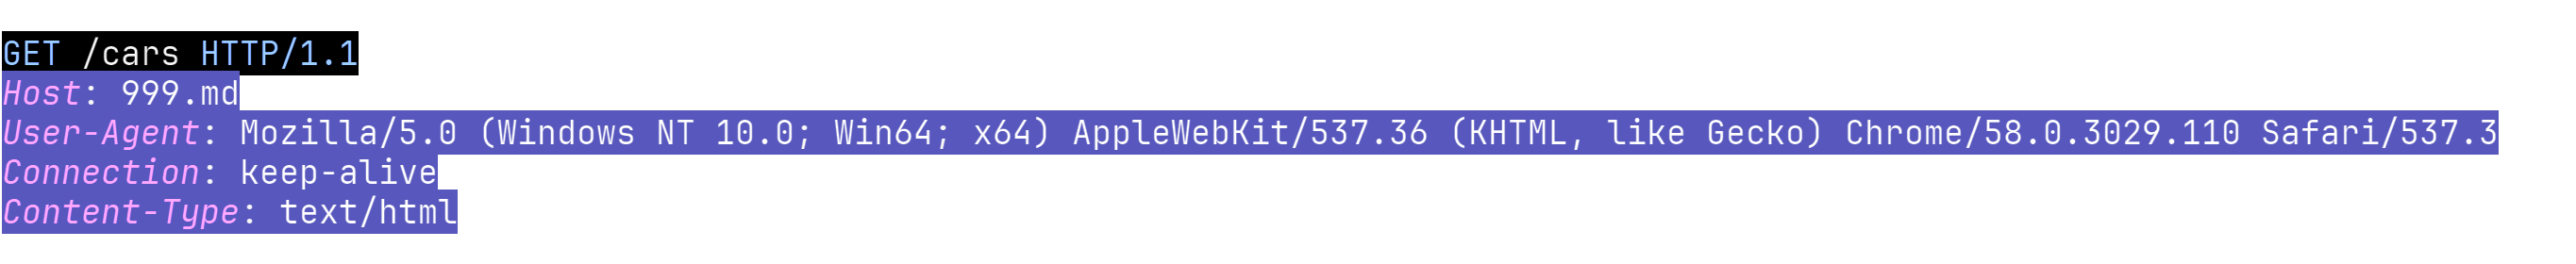 GET /cars HTTP/1.1
Host: 999.md
User-Agent: Mozilla/5.0 (Windows NT 10.0; Win64; x64) AppleWebKit/537.36 (KHTML, like Gecko) Chrome/58.0.3029.110 Safari/537.3
Connection: keep-alive
Content-Type: text/html